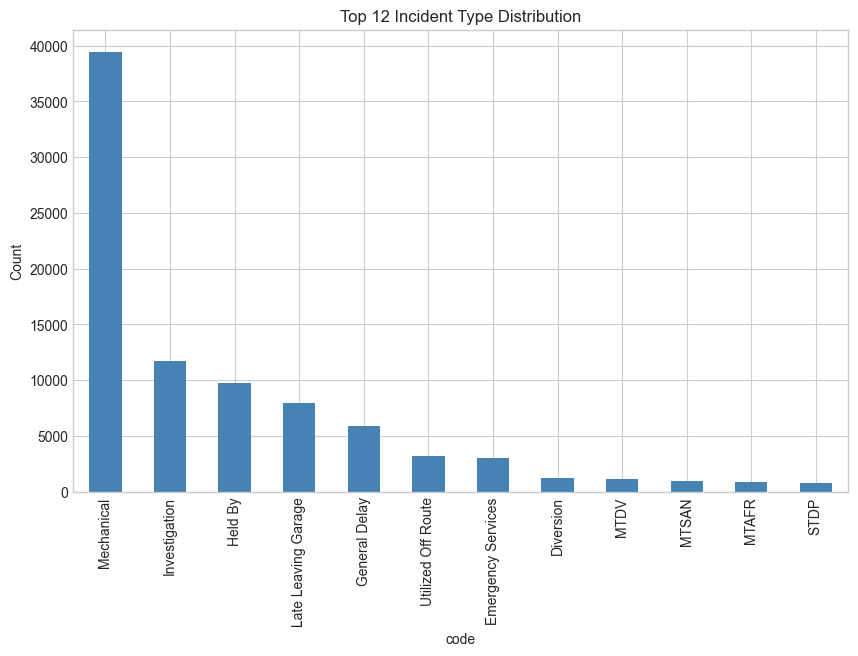 Top 12 Incident Type Distribution
Count
40000
35000
30000
25000
20000
15000
10000
5000
0
Mechanical
Investigation
Held By
Late Leaving Garage
General Delay
Utilized Off Route
Emergency Services
Diversion
MTDV
MTSAN
MTAFR
STDP
code